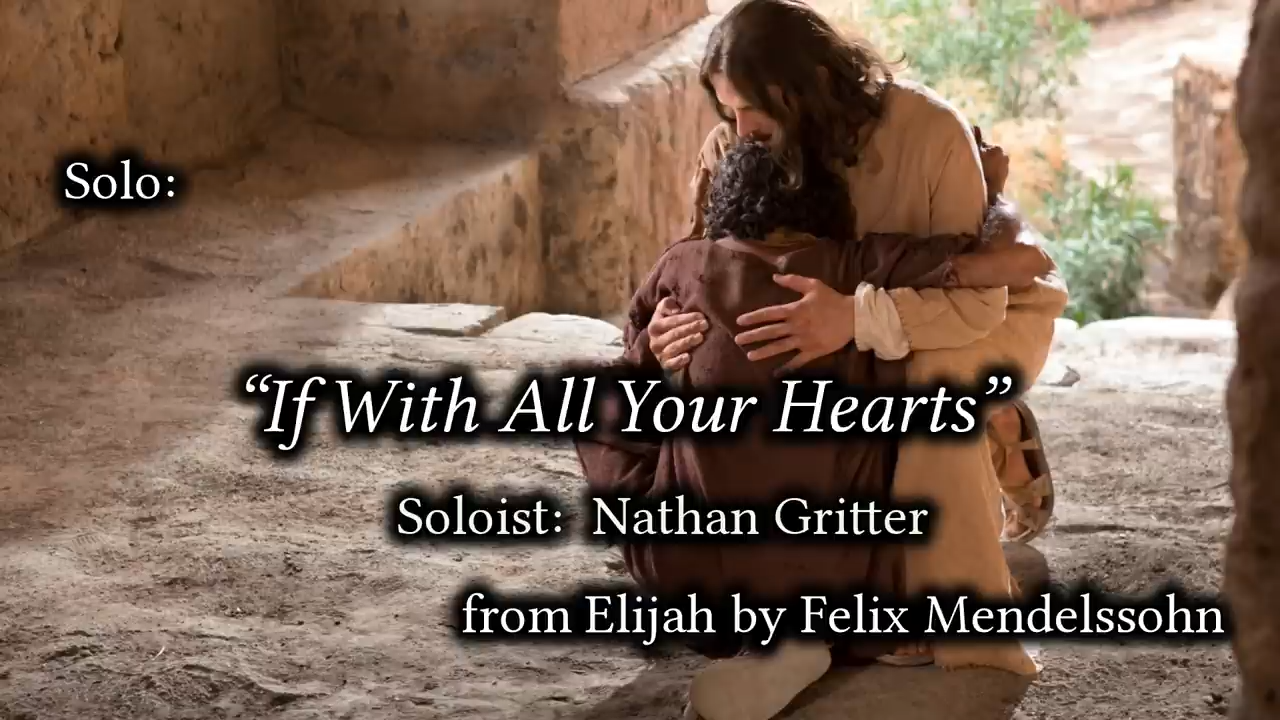 Solo:
“If With All Your Hearts”
Soloist: Nathan Gritter
from Elijah by Felix Mendelssohn